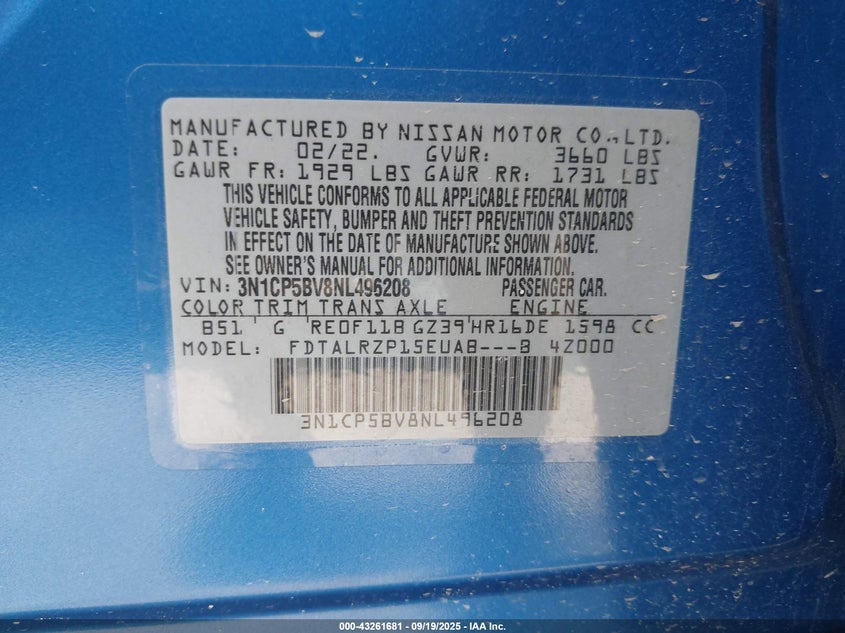 MANUFACTURED BY NISSAN MOTOR CO., LTD.
DATE: 02/22. GVWR: 3660 LBS
GAWR FR: 1929 LBS GAWR RR: 1731 LBS
THIS VEHICLE CONFORMS TO ALL APPLICABLE FEDERAL MOTOR
VEHICLE SAFETY, BUMPER AND THEFT PREVENTION STANDARDS
IN EFFECT ON THE DATE OF MANUFACTURE SHOWN ABOVE.
SEE OWNER'S MANUAL FOR ADDITIONAL INFORMATION.
VIN: 3N1CP5BV8NL496208 PASSENGER CAR.
COLOR TRIM TRANS AXLE ENGINE
B51 G RE0F11B GZ39 HR16DE 1598 CC
MODEL: FDTALRZP15EUAB---B 4Z000
3N1CP5BV8NL496208
000-43261681 - 09/19/2025 - IAA Inc.